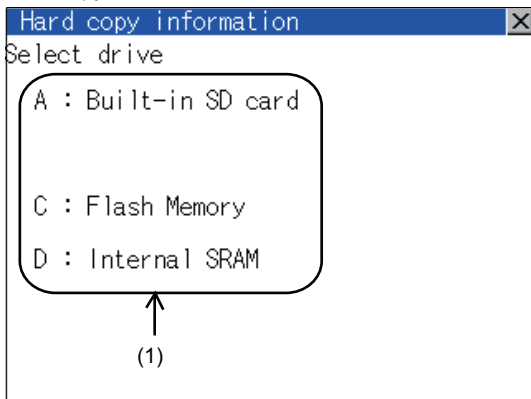 Hard copy information
Select drive
A : Built-in SD card
C : Flash Memory
D : Internal SRAM
(1)